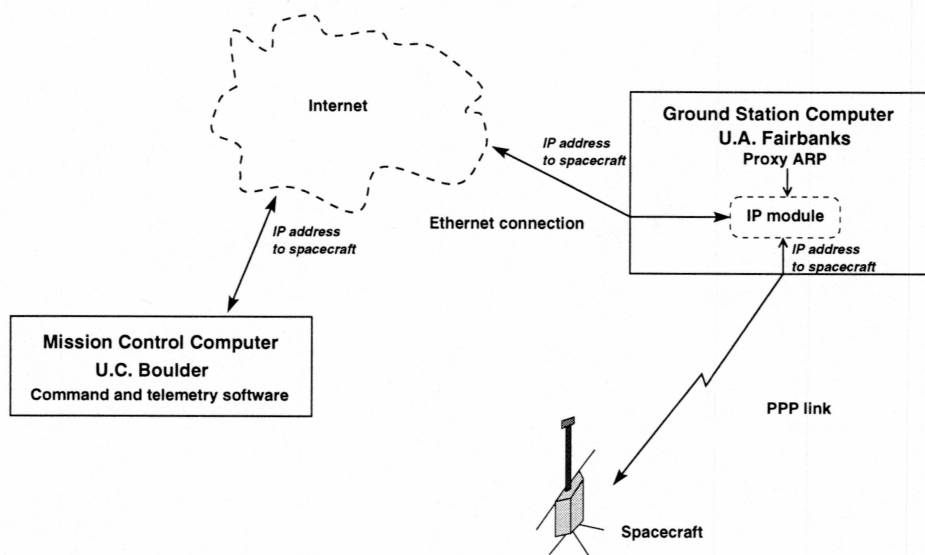 Internet
IP address
to spacecraft
Ground Station Computer
U.A. Fairbanks
Proxy ARP
IP module
IP address
to spacecraft
Ethernet connection
IP address
to spacecraft
Mission Control Computer
U.C. Boulder
Command and telemetry software
PPP link
Spacecraft